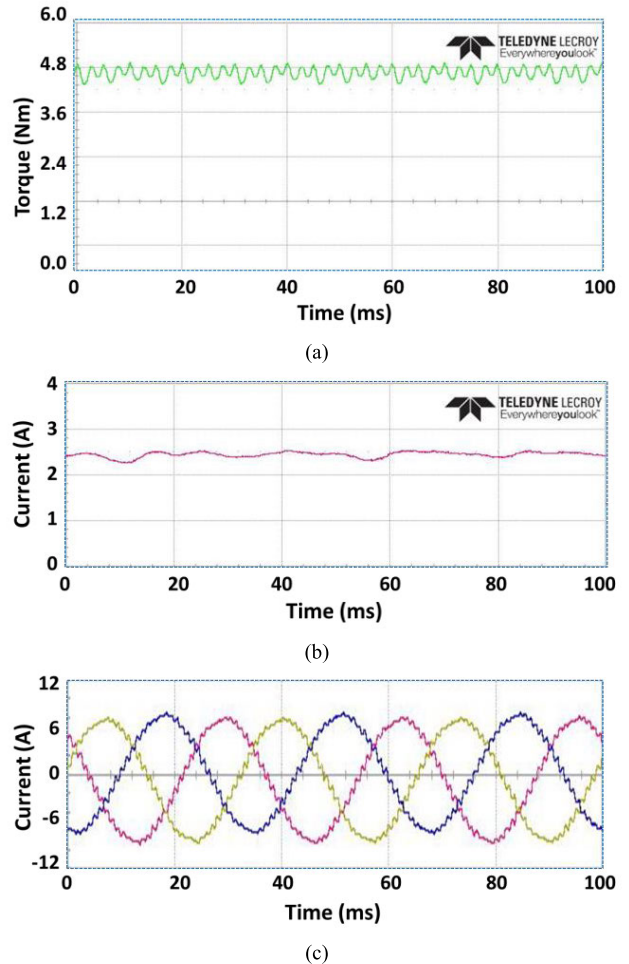 6.0
4.8
3.6
2.4
1.2
0.0
Torque (Nm)
TELEDYNE LECROY
Everywhereyoulook™
0 20 40 60 80 100
Time (ms)
(a)
4
3
2
1
0
Current (A)
TELEDYNE LECROY
Everywhereyoulook™
0 20 40 60 80 100
Time (ms)
(b)
12
6
0
-6
-12
Current (A)
0 20 40 60 80 100
Time (ms)
(c)